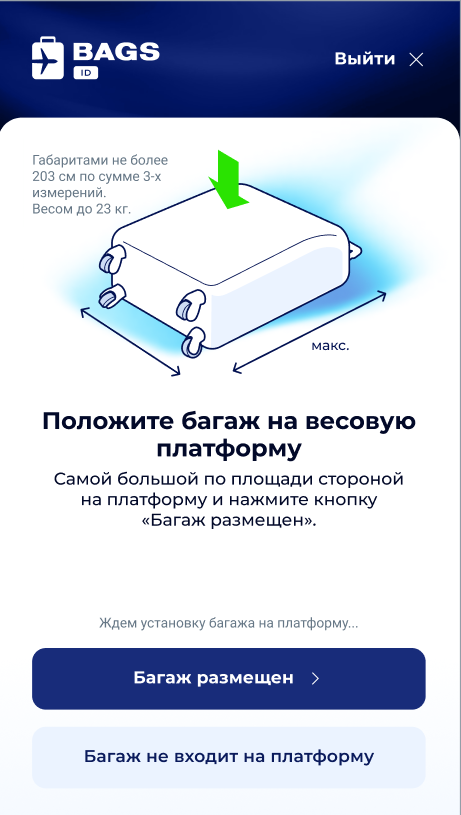 BAGS
ID
Выйти
Габаритами не более
203 см по сумме 3-х
измерений.
Весом до 23 кг.
макс.
Положите багаж на весовую
платформу
Самой большой по площади стороной
на платформу и нажмите кнопку
«Багаж размещен».
Ждем установку багажа на платформу...
Багаж размещен
Багаж не входит на платформу